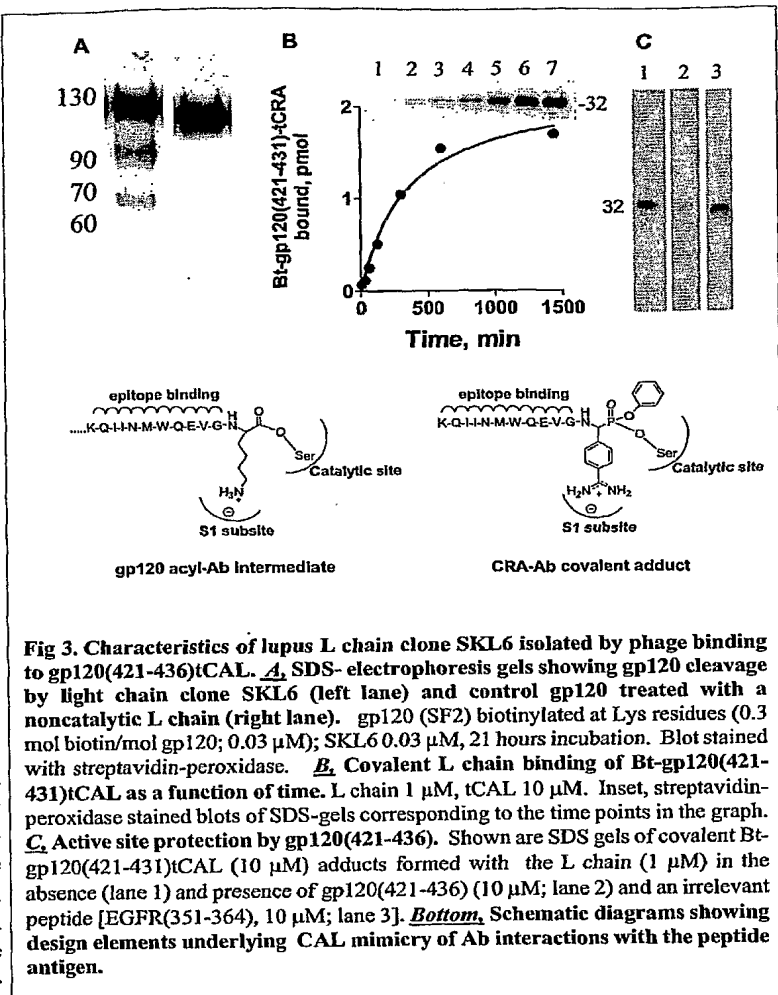 A
B
C
130
90
70
60
1 2 3 4 5 6 7
-32
Bt-gp120(421-431)-tCRA
bound, pmol
2
1
0
0 500 1000 1500
Time, min
1 2 3
32
epitope binding
.....K-Q-I-I-N-M-W-Q-E-V-G-N
H
O
O
Ser
Catalytic site
H3N
+
⊖
S1 subsite
gp120 acyl-Ab Intermediate
epitope binding
K-Q-I-I-N-M-W-Q-E-V-G-N
H
O
P
O
O
Ser
Catalytic site
H2N + NH2
⊖
S1 subsite
CRA-Ab covalent adduct
Fig 3. Characteristics of lupus L chain clone SKL6 isolated by phage binding
to gp120(421-436)tCAL. A, SDS- electrophoresis gels showing gp120 cleavage
by light chain clone SKL6 (left lane) and control gp120 treated with a
noncatalytic L chain (right lane). gp120 (SF2) biotinylated at Lys residues (0.3
mol biotin/mol gp120; 0.03 µM); SKL6 0.03 µM, 21 hours incubation. Blot stained
with streptavidin-peroxidase. B, Covalent L chain binding of Bt-gp120(421-
431)tCAL as a function of time. L chain 1 µM, tCAL 10 µM. Inset, streptavidin-
peroxidase stained blots of SDS-gels corresponding to the time points in the graph.
C, Active site protection by gp120(421-436). Shown are SDS gels of covalent Bt-
gp120(421-431)tCAL (10 µM) adducts formed with the L chain (1 µM) in the
absence (lane 1) and presence of gp120(421-436) (10 µM; lane 2) and an irrelevant
peptide [EGFR(351-364), 10 µM; lane 3]. Bottom, Schematic diagrams showing
design elements underlying CAL mimicry of Ab interactions with the peptide
antigen.